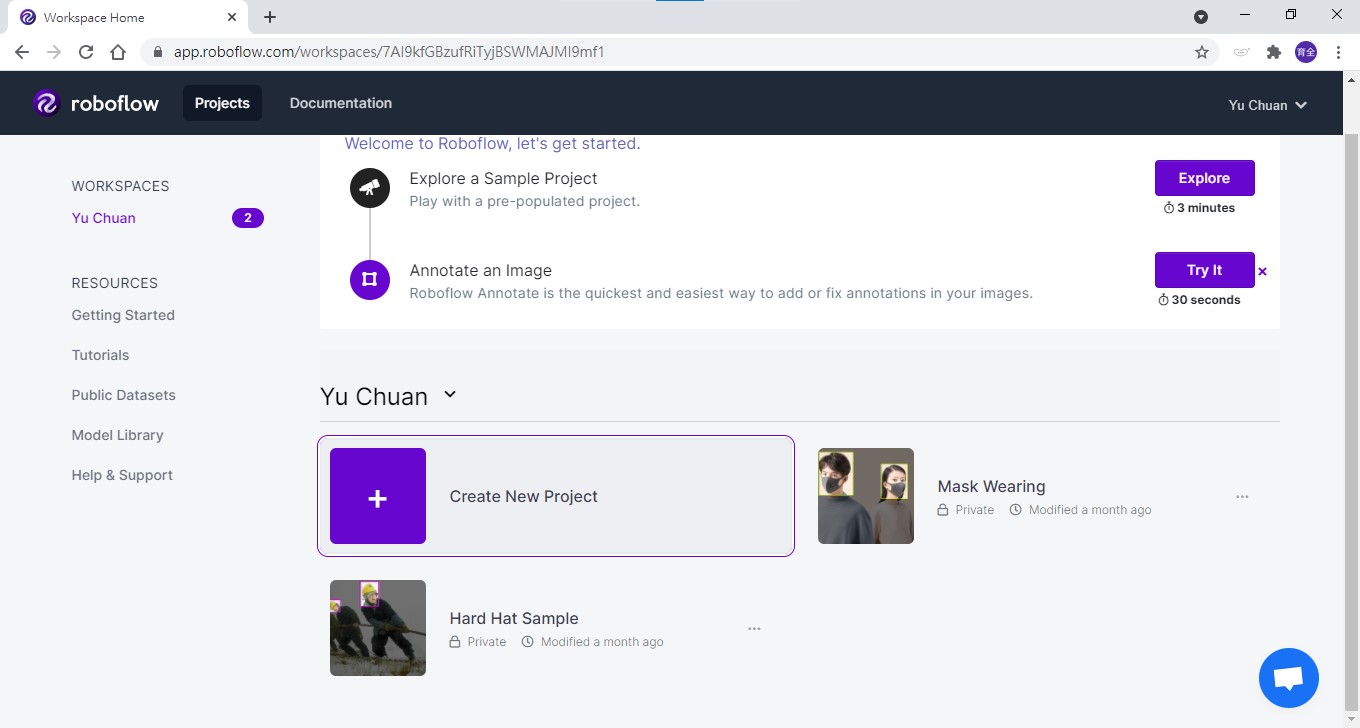 Workspace Home
app.roboflow.com/workspaces/7AI9kfGBzufRiTyjBSWMAJMI9mf1
育全
roboflow
Projects
Documentation
Yu Chuan
Welcome to Roboflow, let's get started.
WORKSPACES
Yu Chuan
2
RESOURCES
Getting Started
Tutorials
Public Datasets
Model Library
Help & Support
Explore a Sample Project
Play with a pre-populated project.
Explore
3 minutes
Annotate an Image
Roboflow Annotate is the quickest and easiest way to add or fix annotations in your images.
Try It
30 seconds
Yu Chuan
Create New Project
Mask Wearing
Private Modified a month ago
Hard Hat Sample
Private Modified a month ago